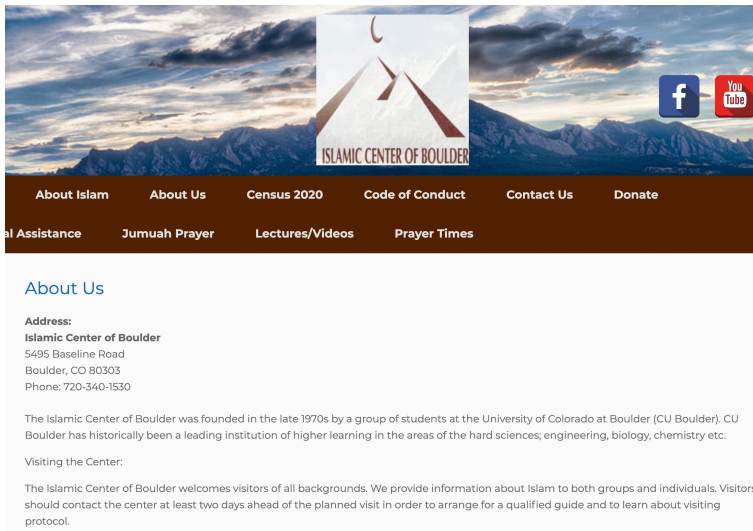 ISLAMIC CENTER OF BOULDER
f
You
Tube
About Islam About Us Census 2020 Code of Conduct Contact Us Donate
al Assistance Jumuah Prayer Lectures/Videos Prayer Times
About Us
Address:
Islamic Center of Boulder
5495 Baseline Road
Boulder, CO 80303
Phone: 720-340-1530
The Islamic Center of Boulder was founded in the late 1970s by a group of students at the University of Colorado at Boulder (CU Boulder). CU
Boulder has historically been a leading institution of higher learning in the areas of the hard sciences; engineering, biology, chemistry etc.
Visiting the Center:
The Islamic Center of Boulder welcomes visitors of all backgrounds. We provide information about Islam to both groups and individuals. Visitors
should contact the center at least two days ahead of the planned visit in order to arrange for a qualified guide and to learn about visiting
protocol.